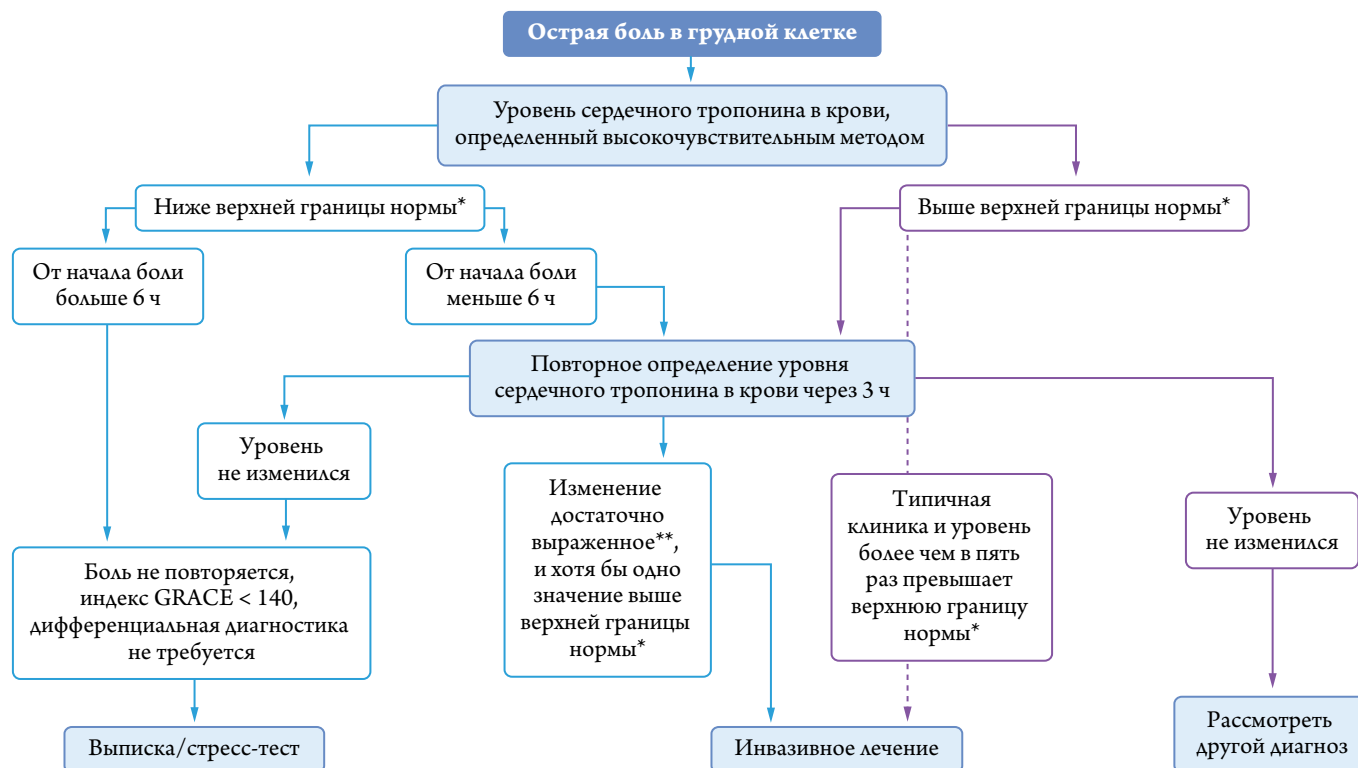 Острая боль в грудной клетке
Уровень сердечного тропонина в крови,
определенный высокочувствительным методом
Ниже верхней границы нормы*
Выше верхней границы нормы*
От начала боли
больше 6 ч
От начала боли
меньше 6 ч
Повторное определение уровня
сердечного тропонина в крови через 3 ч
Уровень
не изменился
Изменение
достаточно
выраженное**,
и хотя бы одно
значение выше
верхней границы
нормы*
Типичная
клиника и уровень
более чем в пять
раз превышает
верхнюю границу
нормы*
Уровень
не изменился
Боль не повторяется,
индекс GRACE < 140,
дифференциальная диагностика
не требуется
Выписка/стресс-тест
Инвазивное лечение
Рассмотреть
другой диагноз